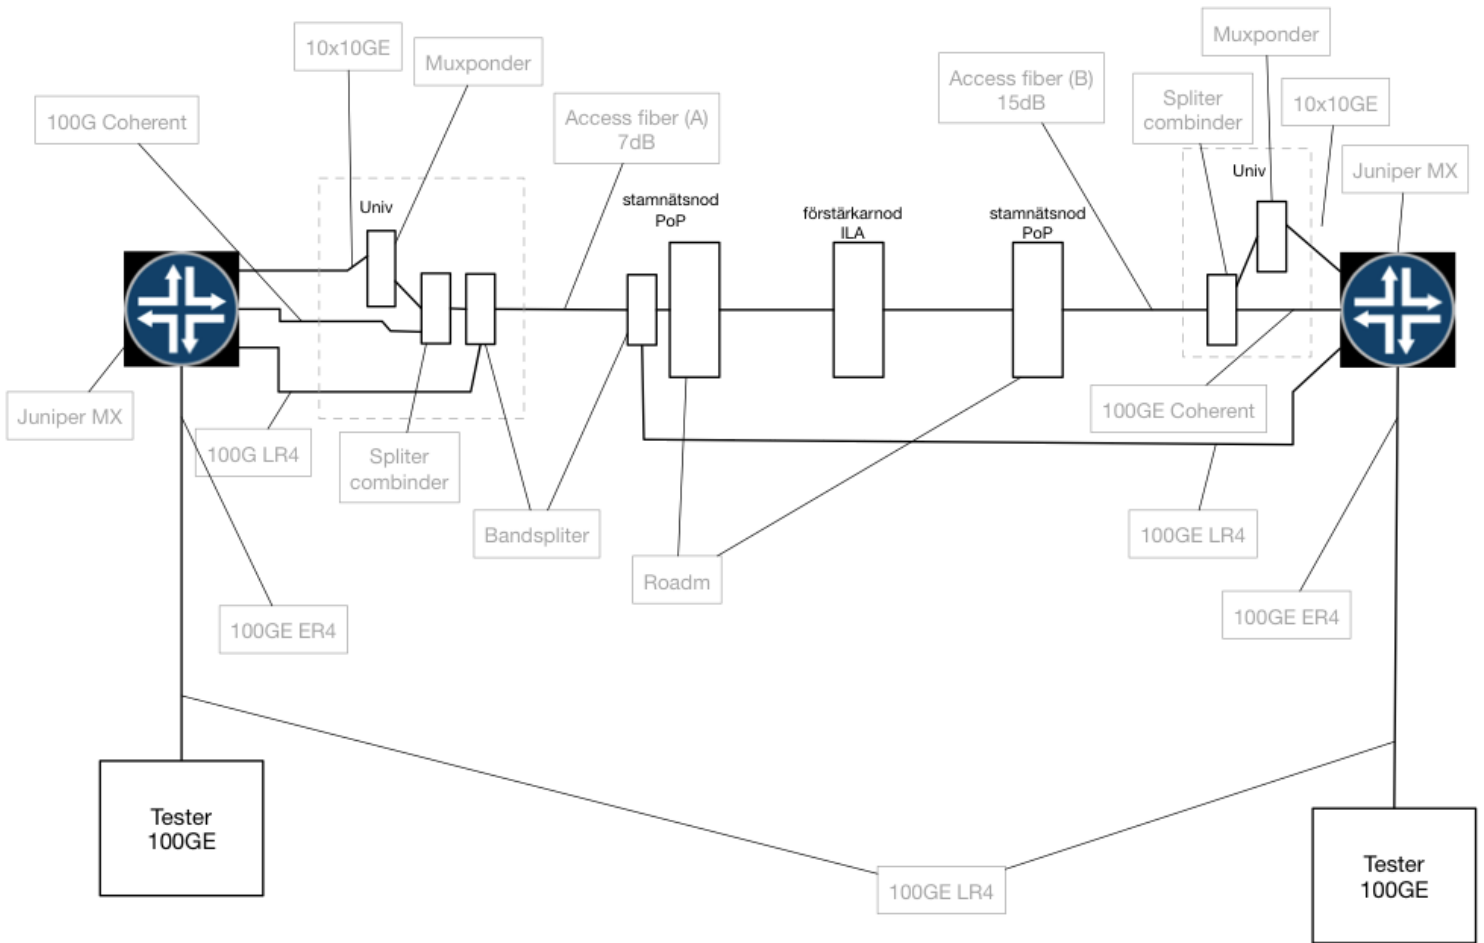 Muxponder
10x10GE
Muxponder
Access fiber (B)
15dB
Spliter
combinder
10x10GE
100G Coherent
Access fiber (A)
7dB
Juniper MX
Univ
Univ
stamnätsnod
PoP
förstärkarnod
ILA
stamnätsnod
PoP
Juniper MX
100G LR4
Spliter
combinder
100GE Coherent
Bandspliter
100GE LR4
Roadm
100GE ER4
100GE ER4
Tester
100GE
100GE LR4
Tester
100GE